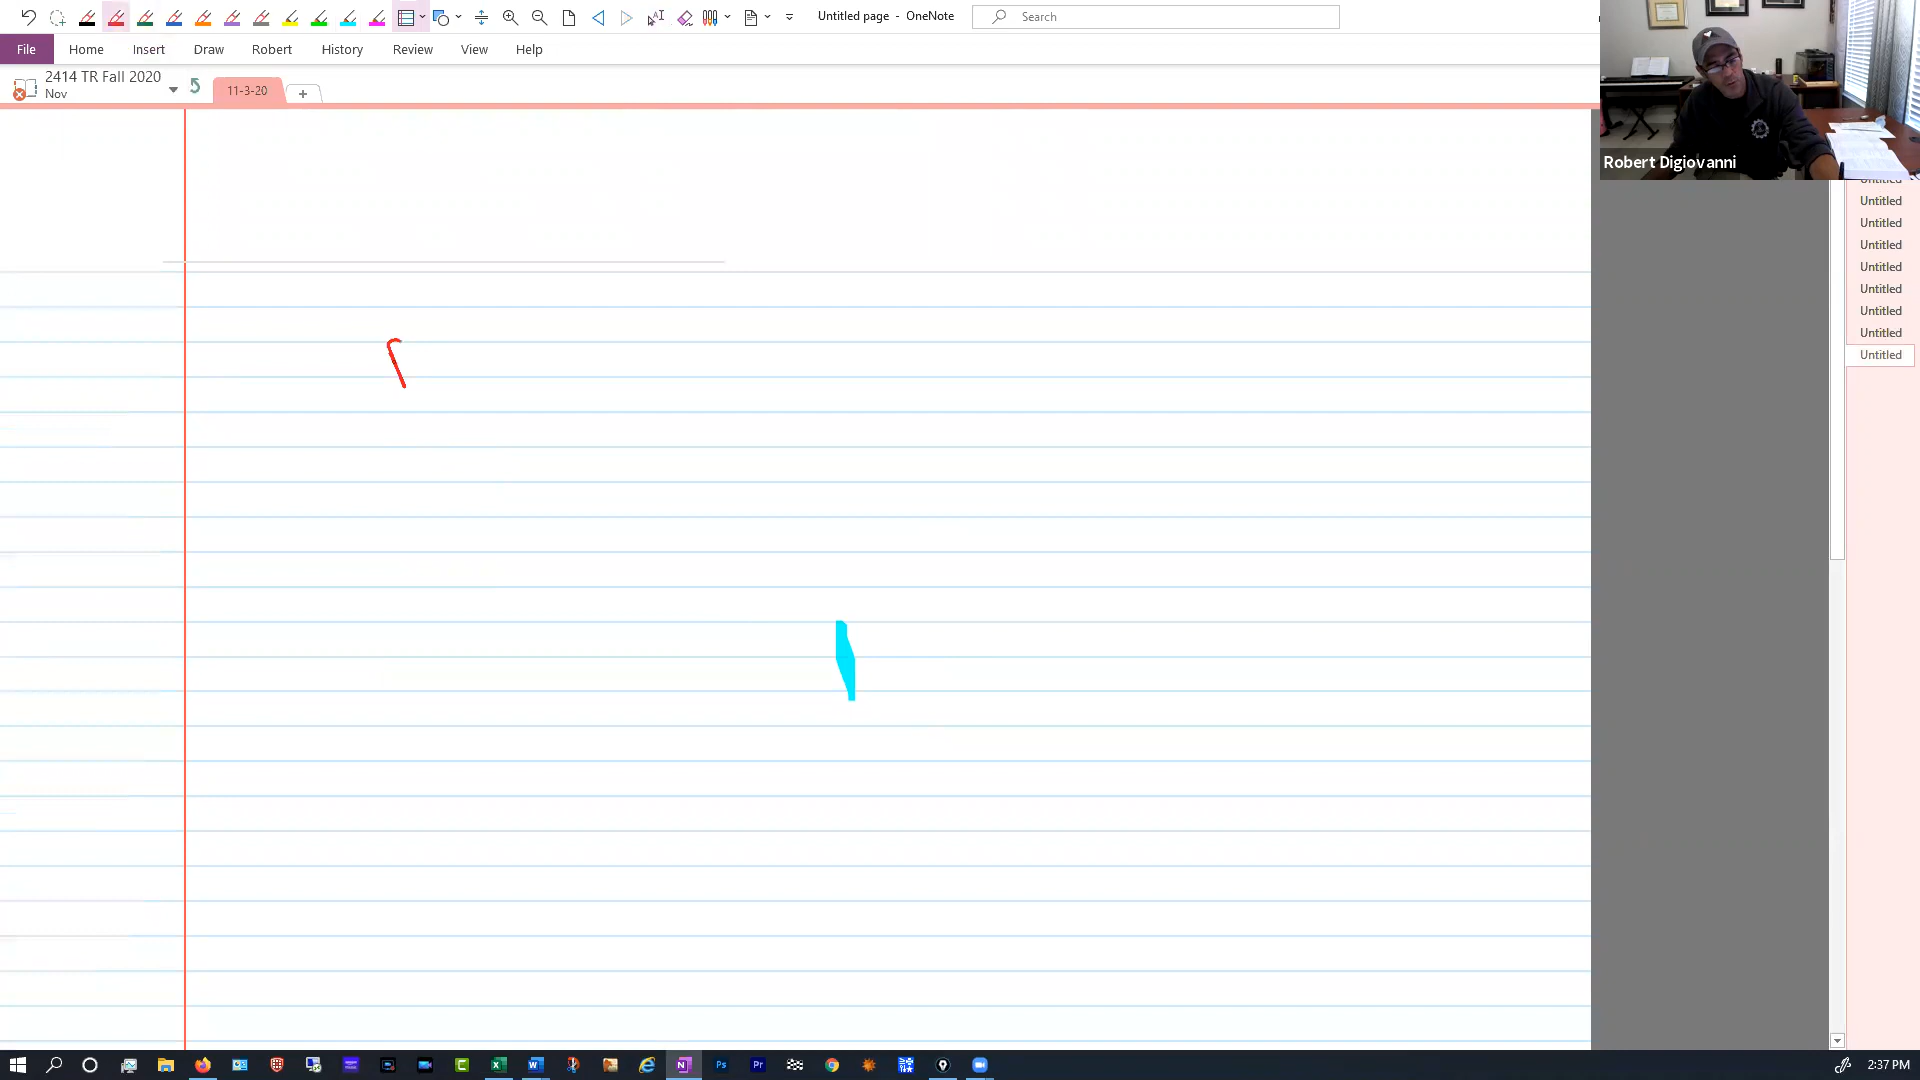 Untitled page - OneNote
Search
File
Home
Insert
Draw
Robert
History
Review
View
Help
2414 TR Fall 2020
Nov
11-3-20
Robert Digiovanni
Untitled
Untitled
Untitled
Untitled
Untitled
Untitled
Untitled
Untitled
Untitled
2:37 PM